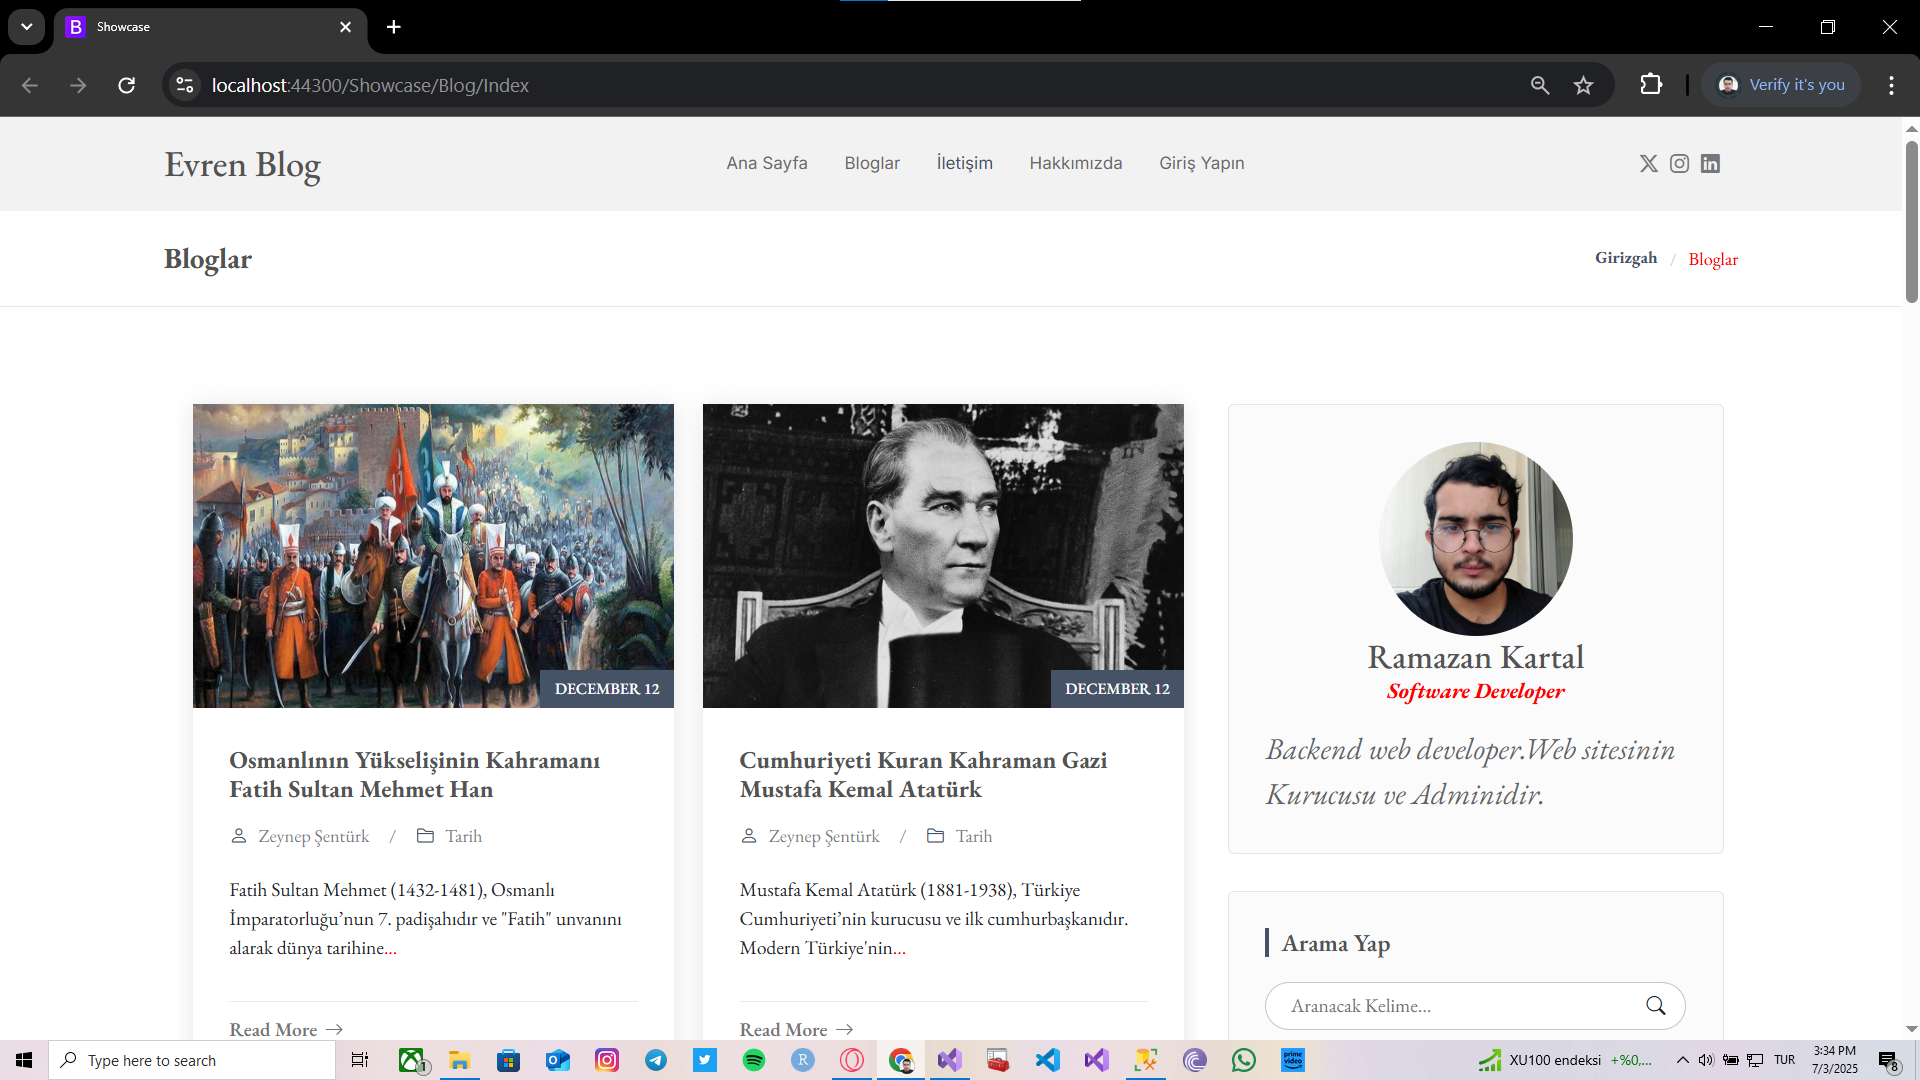 Showcase
localhost:44300/Showcase/Blog/Index
Verify it's you
Evren Blog
Ana Sayfa
Bloglar
İletişim
Hakkımızda
Giriş Yapın
Bloglar
Girizgah / Bloglar
DECEMBER 12
Osmanlının Yükselişinin Kahramanı
Fatih Sultan Mehmet Han
Zeynep Şentürk / Tarih
Fatih Sultan Mehmet (1432-1481), Osmanlı
İmparatorluğu’nun 7. padişahıdır ve "Fatih" unvanını
alarak dünya tarihine...
Read More
DECEMBER 12
Cumhuriyeti Kuran Kahraman Gazi
Mustafa Kemal Atatürk
Zeynep Şentürk / Tarih
Mustafa Kemal Atatürk (1881-1938), Türkiye
Cumhuriyeti’nin kurucusu ve ilk cumhurbaşkanıdır.
Modern Türkiye'nin...
Read More
Ramazan Kartal
Software Developer
Backend web developer.Web sitesinin
Kurucusu ve Adminidir.
Arama Yap
Aranacak Kelime...
Type here to search
1
R
prime video
XU100 endeksi +%0,...
TUR
3:34 PM
7/3/2025
8